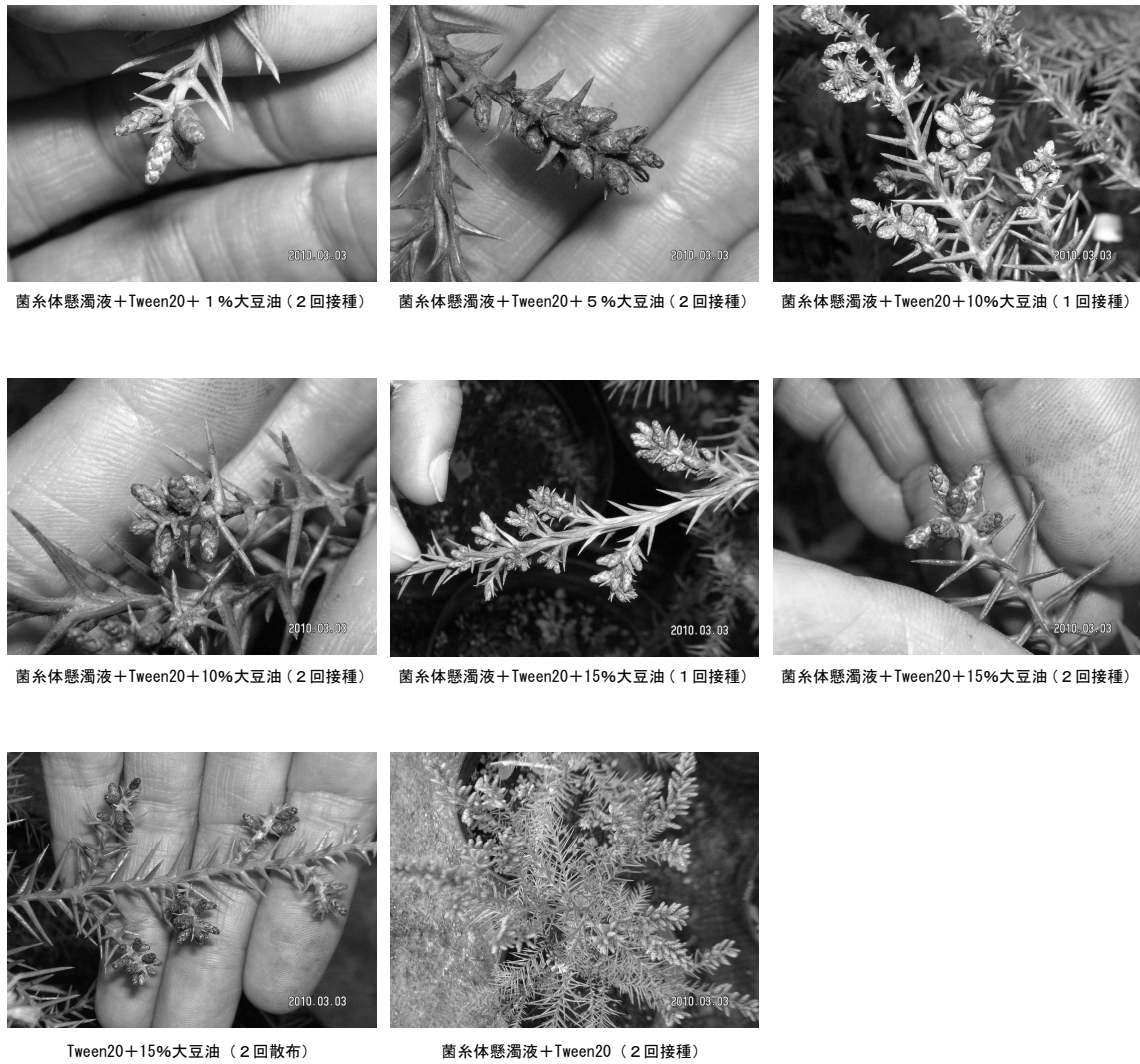 2010.03.03
2010.03.03
2010.03.03
菌糸体懸濁液+Tween20+1%大豆油(2回接種)
菌糸体懸濁液+Tween20+5%大豆油(2回接種)
菌糸体懸濁液+Tween20+10%大豆油(1回接種)
2010.03.03
2010.03.03
2010.03.03
菌糸体懸濁液+Tween20+10%大豆油(2回接種)
菌糸体懸濁液+Tween20+15%大豆油(1回接種)
菌糸体懸濁液+Tween20+15%大豆油(2回接種)
2010.03.03
2010.03.03
Tween20+15%大豆油(2回散布)
菌糸体懸濁液+Tween20(2回接種)